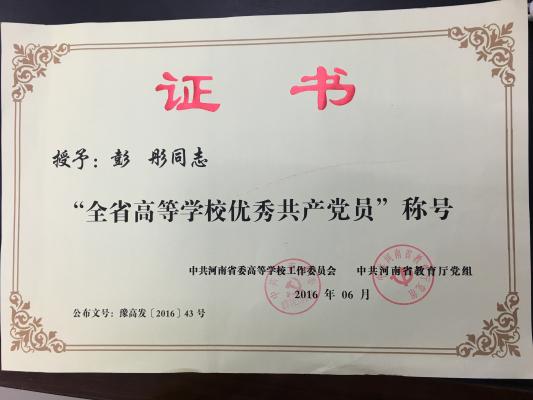 证 书
授予：彭 彤同志
“全省高等学校优秀共产党员”称号
中共河南省委高等学校工作委员会 中共河南省教育厅党组
2016 年 06 月
公布文号：豫高发〔2016〕43 号